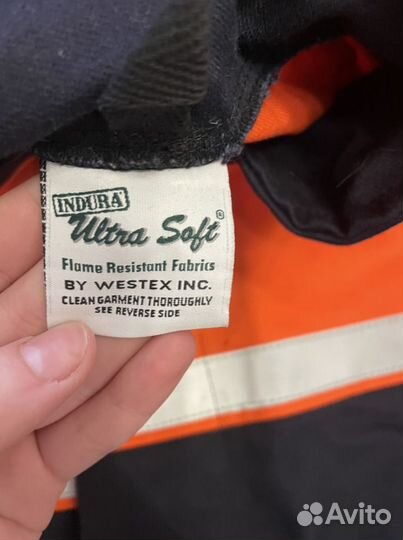 INDURA
Ultra Soft®
Flame Resistant Fabrics
BY WESTEX INC.
CLEAN GARMENT THOROUGHLY
SEE REVERSE SIDE
Avito